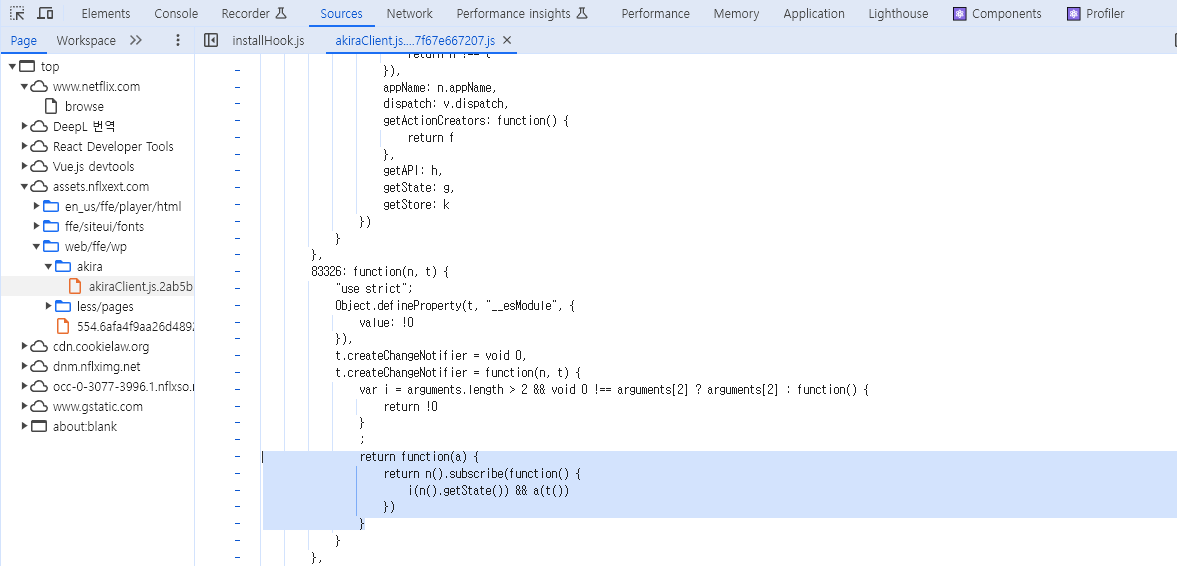 Elements Console Recorder Sources Network Performance insights Performance Memory Application Lighthouse Components Profiler
Page Workspace installHook.js akiraClient.js....7f67e667207.js
top
www.netflix.com
browse
DeepL 번역
React Developer Tools
Vue.js devtools
assets.nflxext.com
en_us/ffe/player/html
ffe/siteui/fonts
web/ffe/wp
akira
akiraClient.js.2ab5b
less/pages
554.6afa4f9aa26d489
cdn.cookielaw.org
dnm.nflximg.net
occ-0-3077-3996.1.nflxso.
www.gstatic.com
about:blank
}),
appName: n.appName,
dispatch: v.dispatch,
getActionCreators: function() {
return f
},
getAPI: h,
getState: g,
getStore: k
})
}
},
83326: function(n, t) {
"use strict";
Object.defineProperty(t, "__esModule", {
value: !0
}),
t.createChangeNotifier = void 0,
t.createChangeNotifier = function(n, t) {
var i = arguments.length > 2 && void 0 !== arguments[2] ? arguments[2] : function() {
return !0
}
;
return function(a) {
return n().subscribe(function() {
i(n().getState()) && a(t())
})
}
}
},